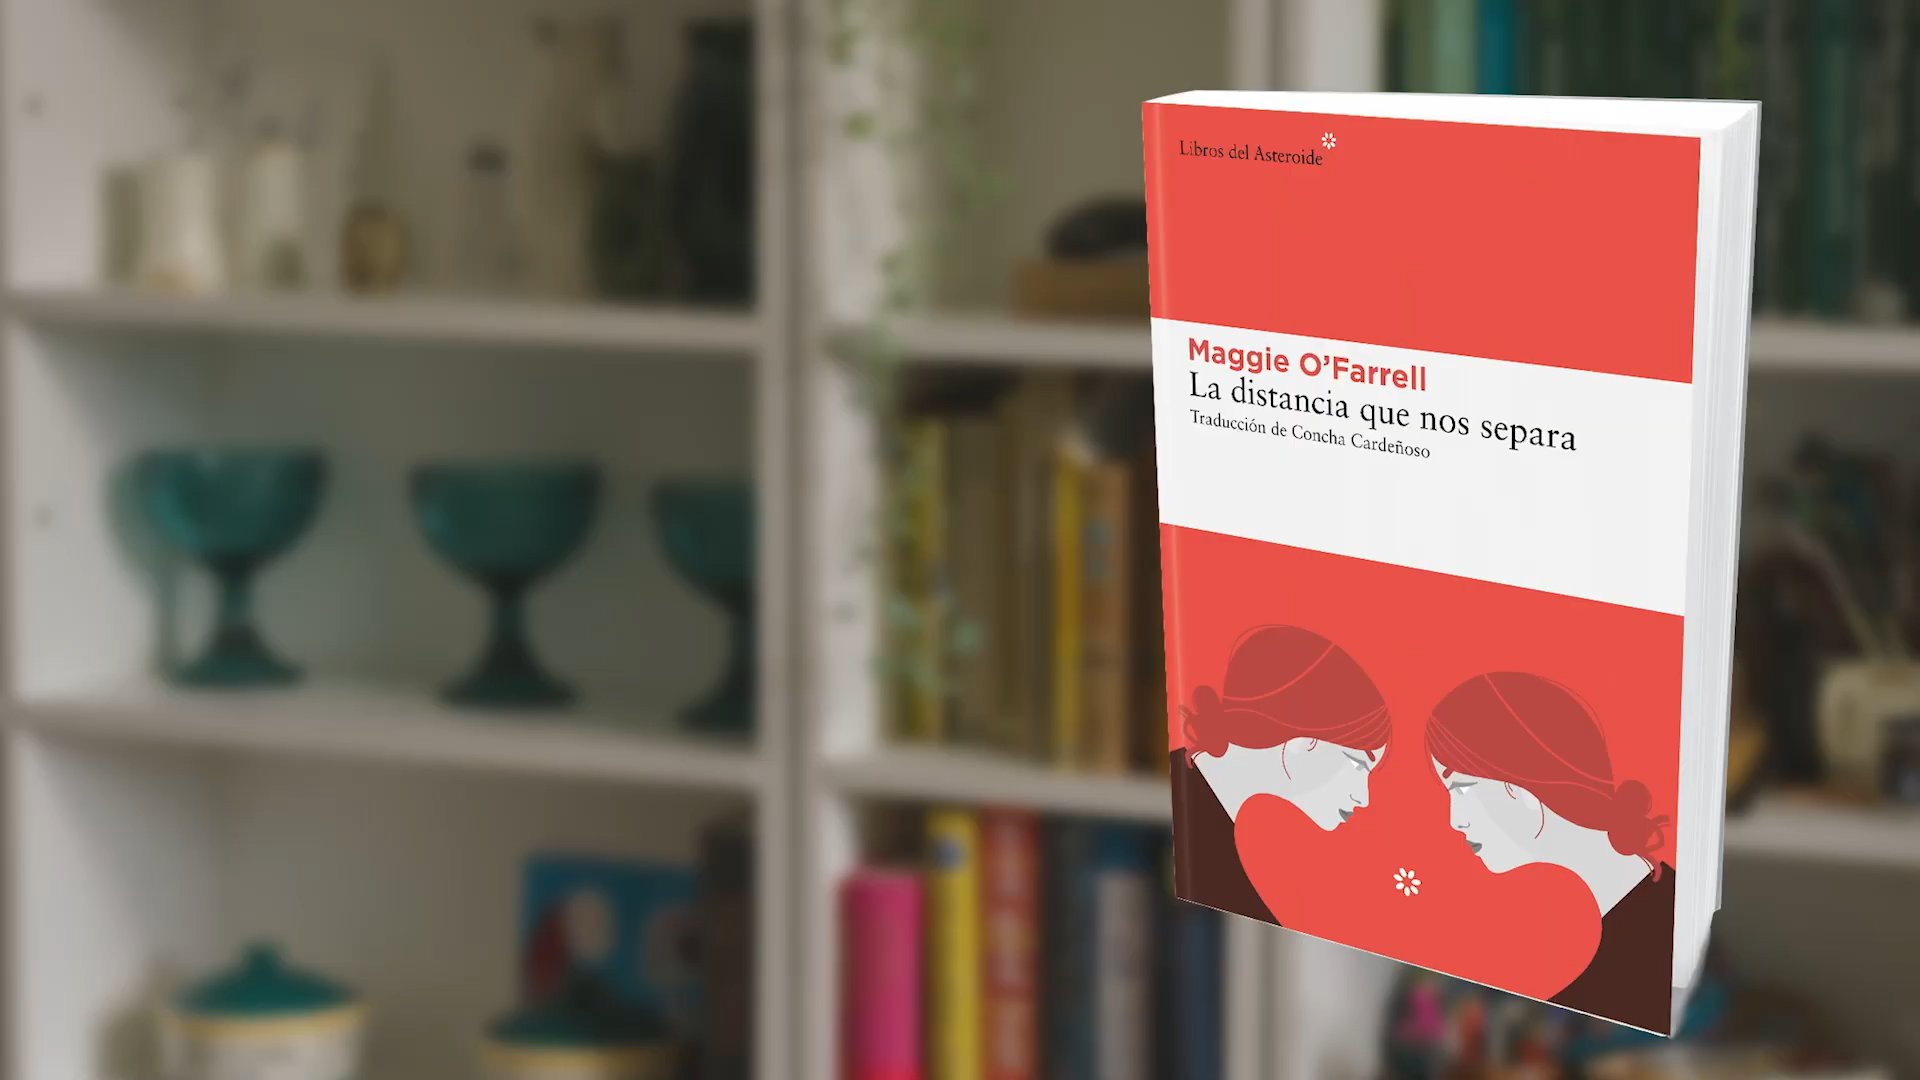 Libros del Asteroide
Maggie O’Farrell
La distancia que nos separa
Traducción de Concha Cardeñoso